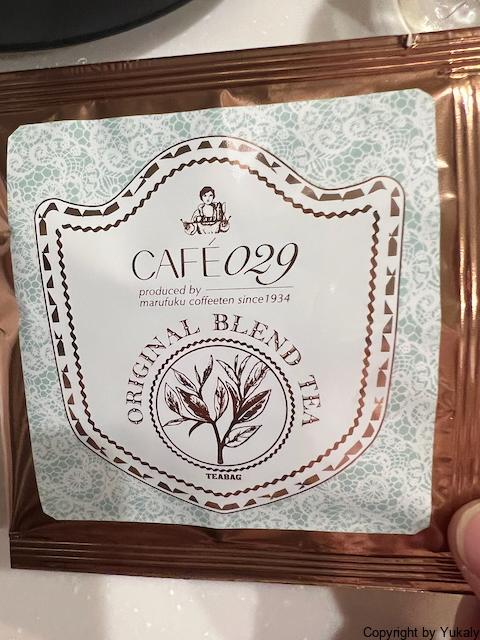 CAFÉ 029
produced by
marufuku coffeeten since1934
ORIGINAL BLEND TEA
TEABAG
Copyright by Yukaly